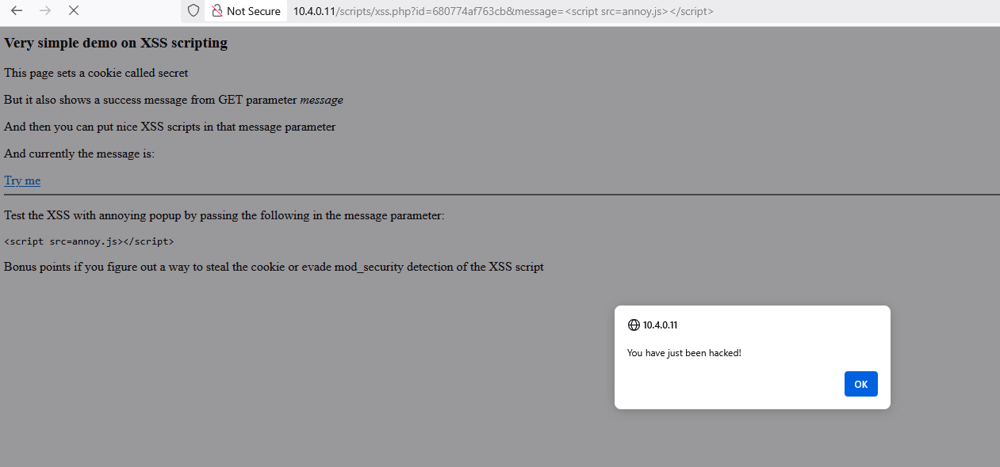 Not Secure 10.4.0.11/scripts/xss.php?id=680774af763cb&message=<script src=annoy.js></script>
Very simple demo on XSS scripting
This page sets a cookie called secret
But it also shows a success message from GET parameter message
And then you can put nice XSS scripts in that message parameter
And currently the message is:
Try me
Test the XSS with annoying popup by passing the following in the message parameter:
<script src=annoy.js></script>
Bonus points if you figure out a way to steal the cookie or evade mod_security detection of the XSS script
10.4.0.11
You have just been hacked!
OK